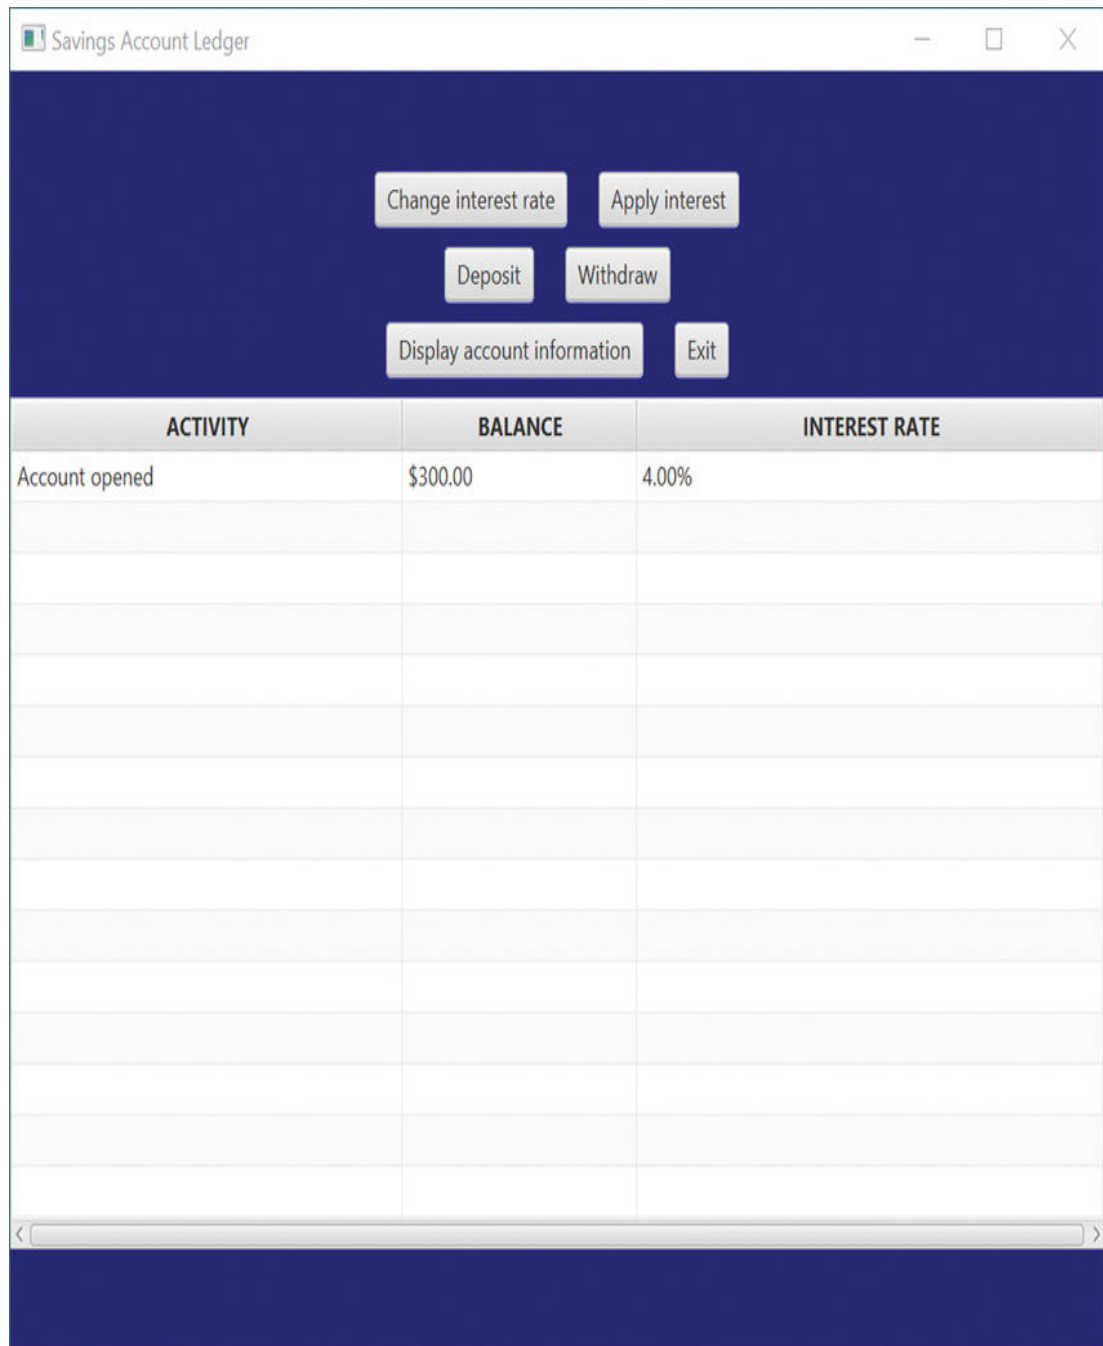 Savings Account Ledger
Change interest rate Apply interest
Deposit Withdraw
Display account information Exit
ACTIVITY BALANCE INTEREST RATE
Account opened $300.00 4.00%